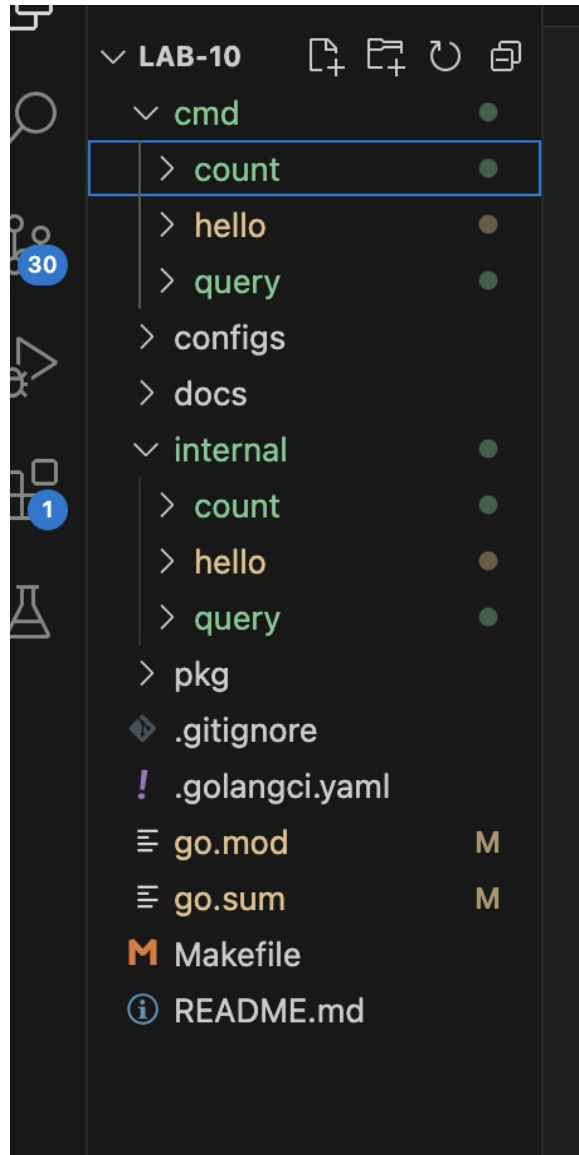 LAB-10
cmd
count
hello
30
query
configs
docs
internal
1
count
hello
query
pkg
.gitignore
! .golangci.yaml
go.mod M
go.sum M
M Makefile
README.md